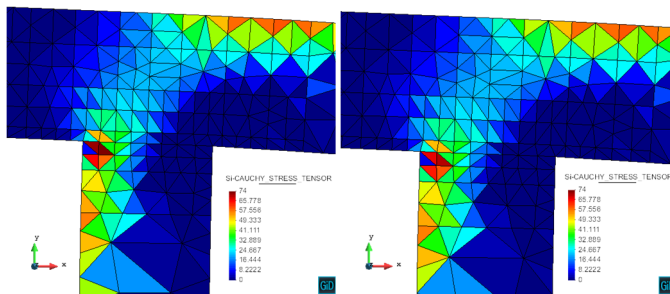 Si-CAUCHY_STRESS_TENSOR
74
65.778
57.556
49.333
41.111
32.889
24.667
16.444
8.2222
0
y
x
GiD
Si-CAUCHY_STRESS_TENSOR
74
65.778
57.556
49.333
41.111
32.889
24.667
16.444
8.2222
0
y
x
GiD